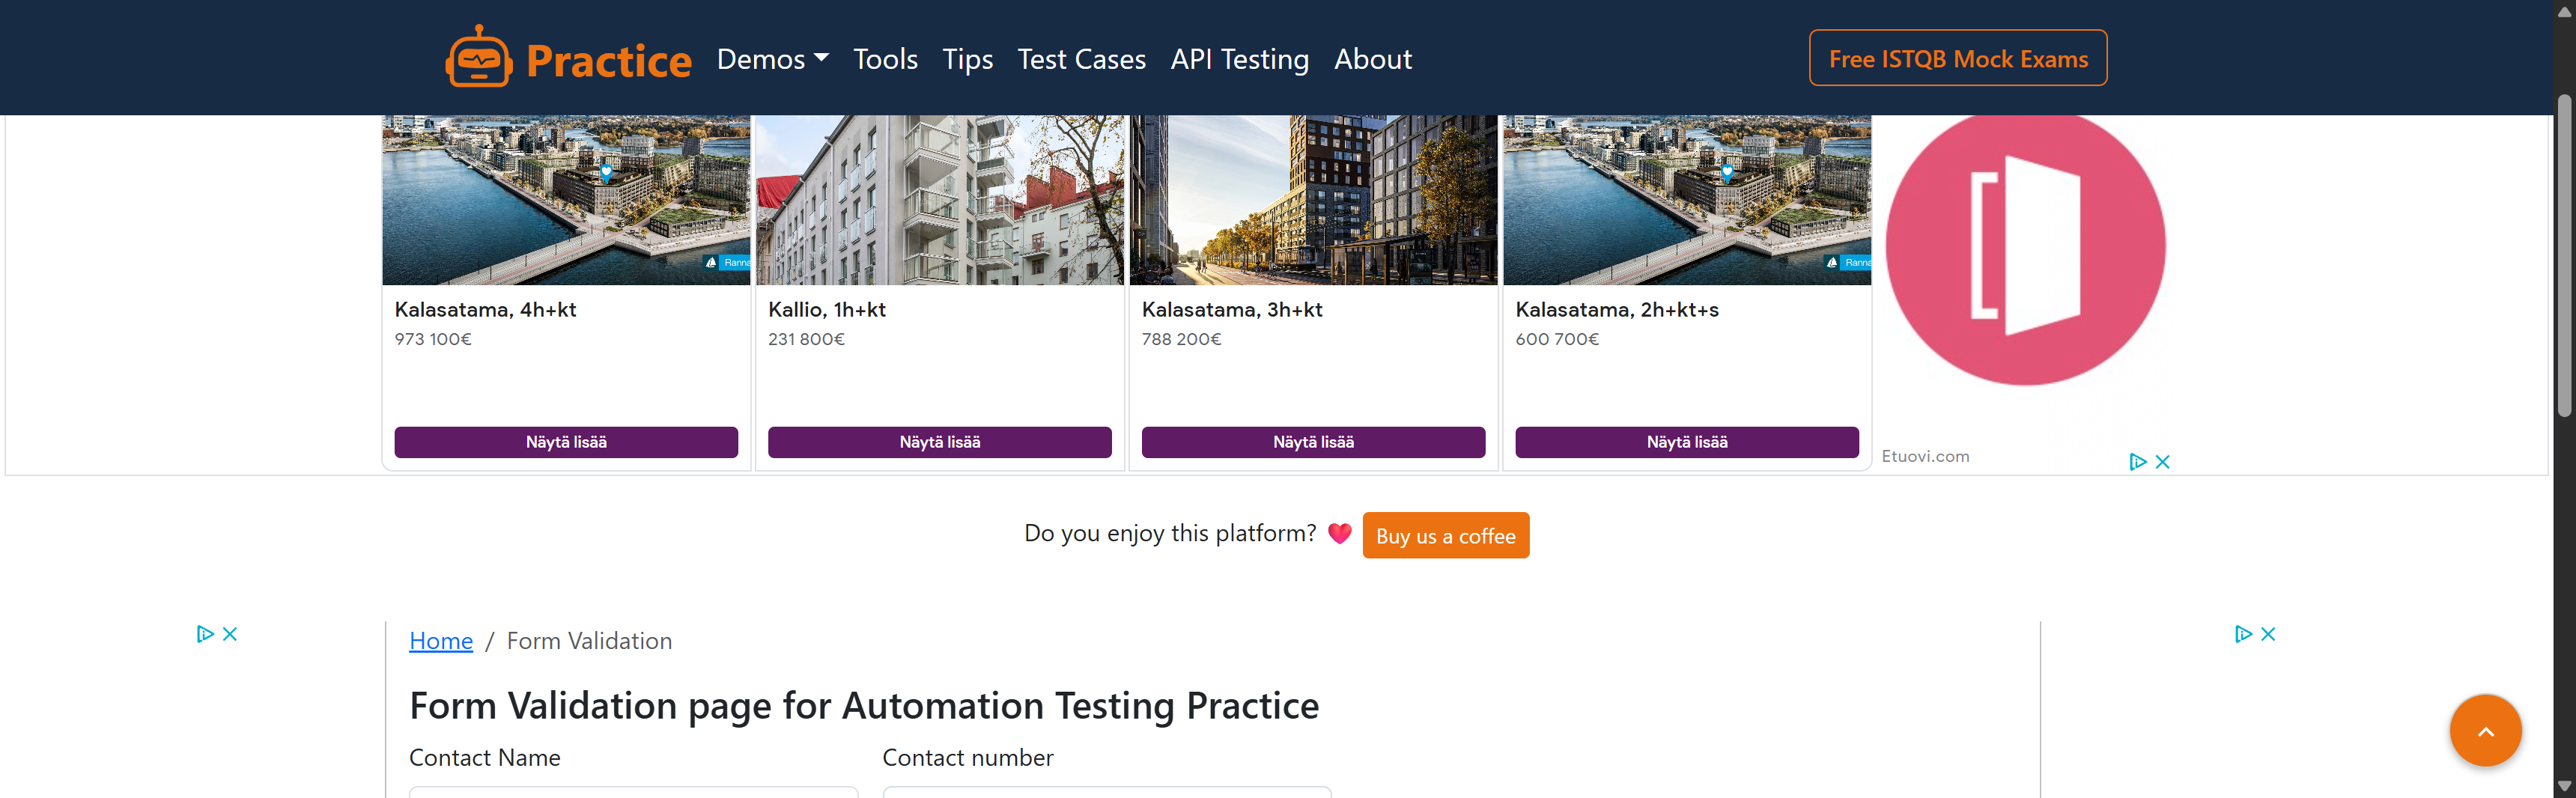 Practice
Demos
Tools
Tips
Test Cases
API Testing
About
Free ISTQB Mock Exams
Kalasatama, 4h+kt
973 100€
Näytä lisää
Kallio, 1h+kt
231 800€
Näytä lisää
Kalasatama, 3h+kt
788 200€
Näytä lisää
Kalasatama, 2h+kt+s
600 700€
Näytä lisää
Etuovi.com
Do you enjoy this platform?
Buy us a coffee
Home / Form Validation
Form Validation page for Automation Testing Practice
Contact Name
Contact number